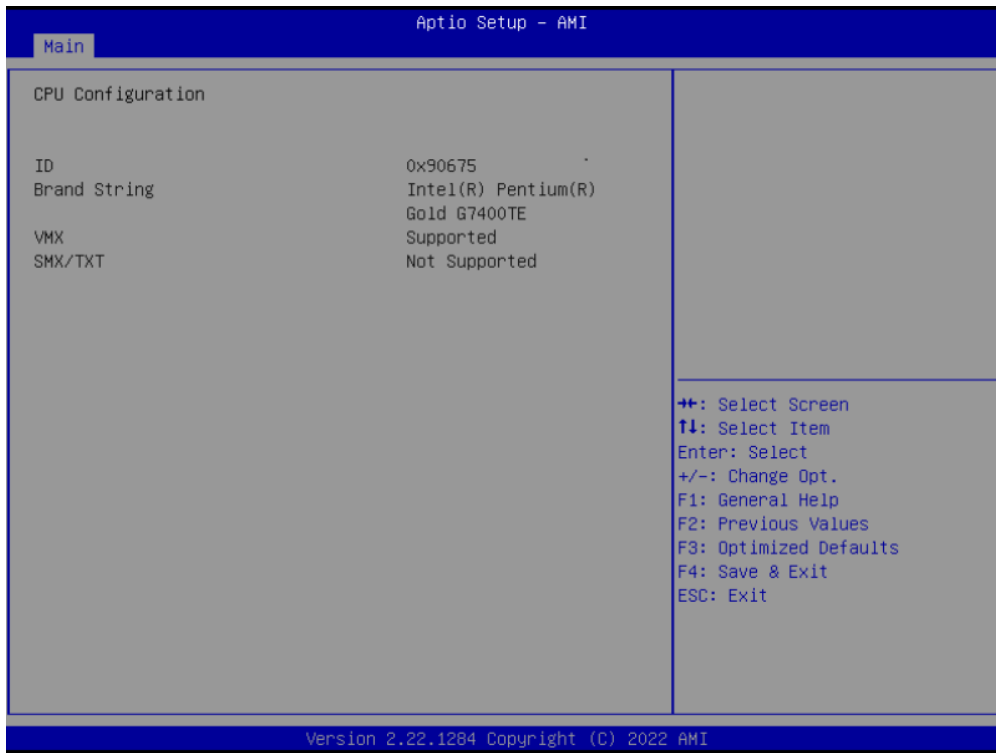 Aptio Setup – AMI
Main
CPU Configuration
ID 0x90675
Brand String Intel(R) Pentium(R)
Gold G7400TE
VMX Supported
SMX/TXT Not Supported
→←: Select Screen
↑↓: Select Item
Enter: Select
+/-: Change Opt.
F1: General Help
F2: Previous Values
F3: Optimized Defaults
F4: Save & Exit
ESC: Exit
Version 2.22.1284 Copyright (C) 2022 AMI